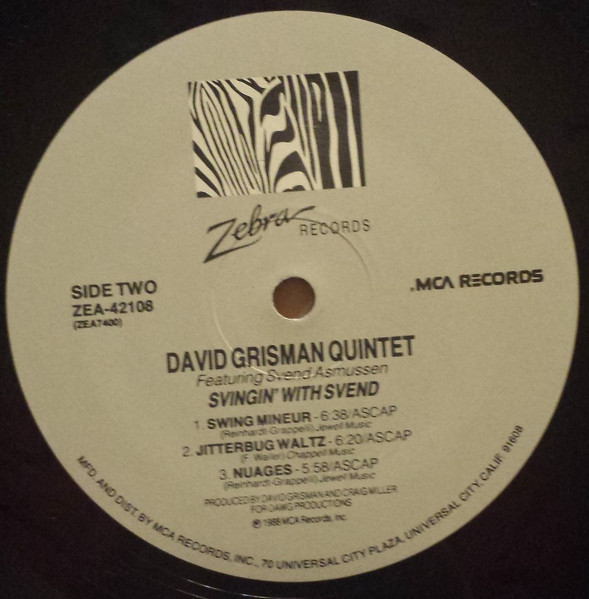 Zebra RECORDS
SIDE TWO
ZEA-42108
(ZEA7400)
MCA RECORDS
DAVID GRISMAN QUINTET
Featuring Svend Asmussen
SVINGIN' WITH SVEND
1. SWING MINEUR - 6:38/ASCAP
(Reinhardt-Grappelli) Jewell Music
2. JITTERBUG WALTZ - 6:20/ASCAP
(F. Waller) Chappell Music
3. NUAGES - 5:58/ASCAP
(Reinhardt-Grappelli) Jewell Music
PRODUCED BY DAVID GRISMAN AND CRAIG MILLER
FOR DAWG PRODUCTIONS
℗ 1988 MCA Records, Inc.
MFD. AND DIST. BY MCA RECORDS, INC., 70 UNIVERSAL CITY PLAZA, UNIVERSAL CITY, CALIF. 91608